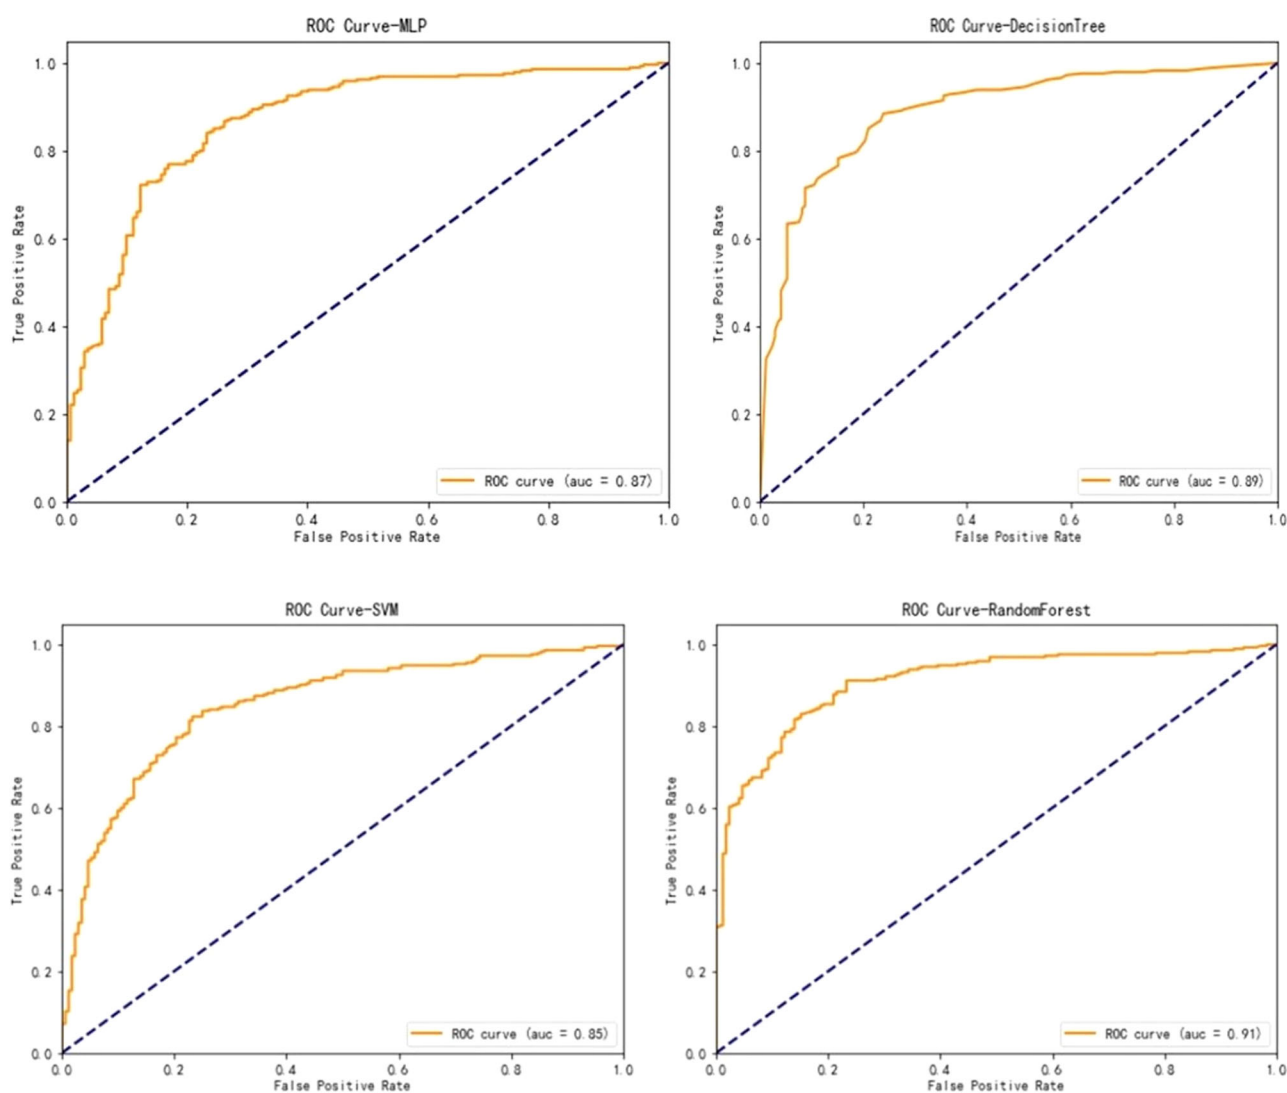 ROC Curve-MLP
True Positive Rate
1.0
0.8
0.6
0.4
0.2
0.0
ROC curve (auc = 0.87)
0.0 0.2 0.4 0.6 0.8 1.0
False Positive Rate
ROC Curve-DecisionTree
True Positive Rate
1.0
0.8
0.6
0.4
0.2
0.0
ROC curve (auc = 0.89)
0.0 0.2 0.4 0.6 0.8 1.0
False Positive Rate
ROC Curve-SVM
True Positive Rate
1.0
0.8
0.6
0.4
0.2
0.0
ROC curve (auc = 0.85)
0.0 0.2 0.4 0.6 0.8 1.0
False Positive Rate
ROC Curve-RandomForest
True Positive Rate
1.0
0.8
0.6
0.4
0.2
0.0
ROC curve (auc = 0.91)
0.0 0.2 0.4 0.6 0.8 1.0
False Positive Rate